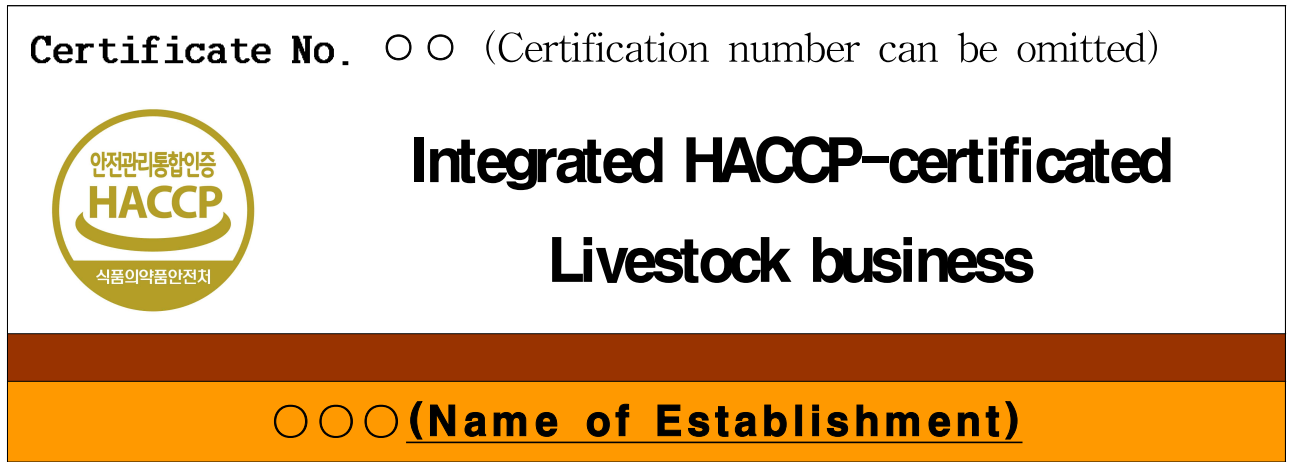 Certificate No. ○○ (Certification number can be omitted)
안전관리통합인증
HACCP
식품의약품안전처
Integrated HACCP-certificated
Livestock business
○○○(Name of Establishment)